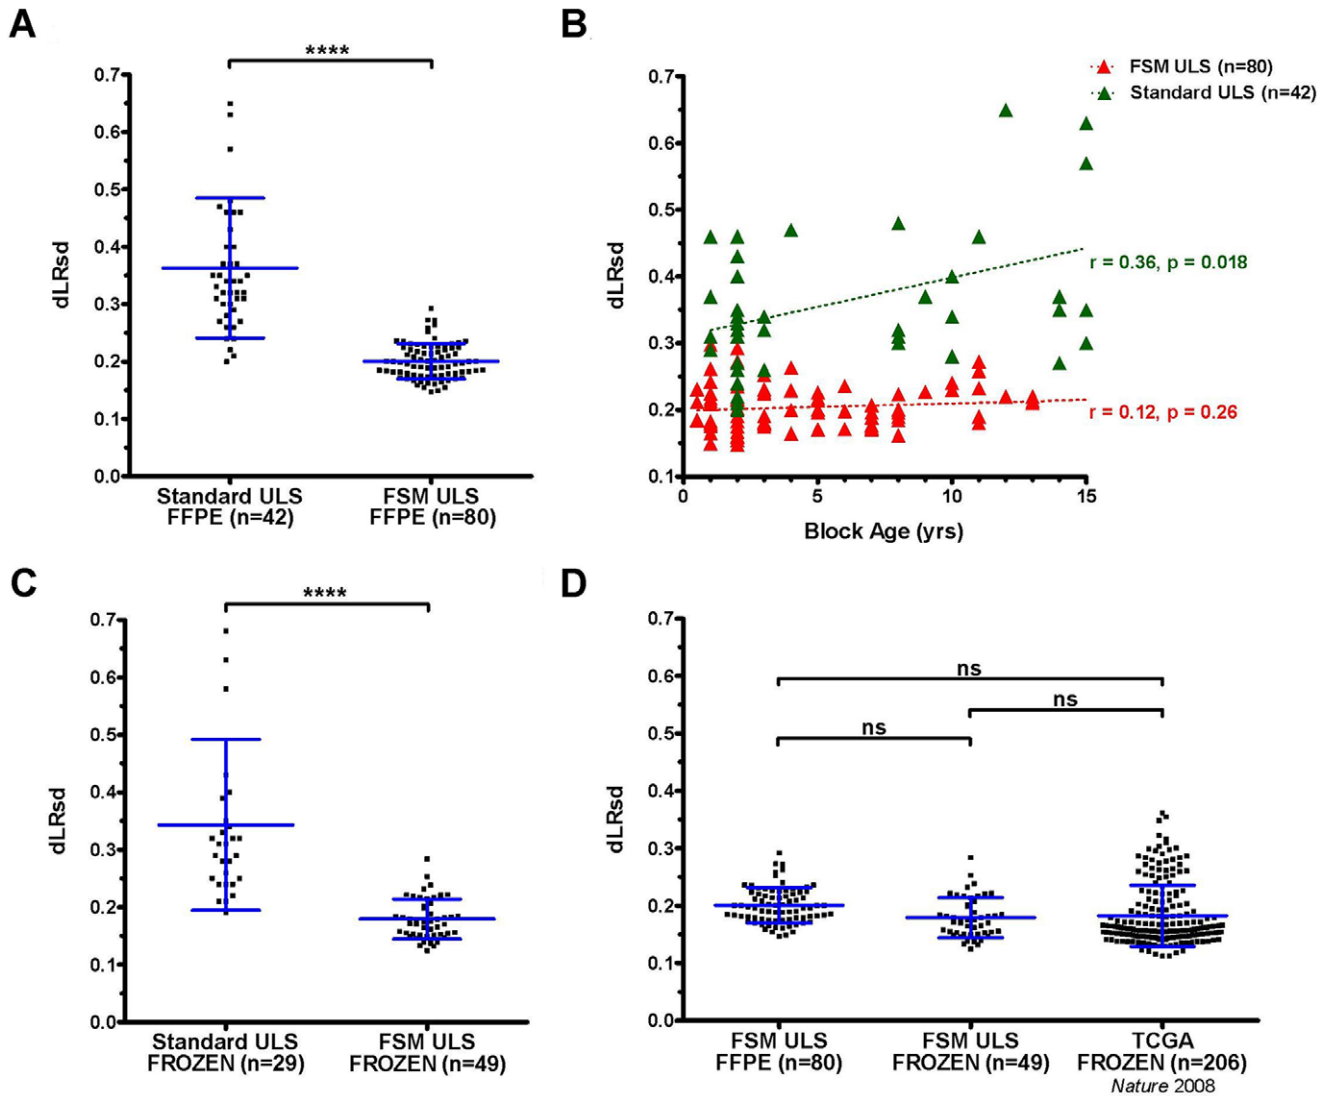 A
****
0.7
0.6
0.5
0.4
0.3
0.2
0.1
0.0
dLRsd
Standard ULS
FFPE (n=42)
FSM ULS
FFPE (n=80)
B
FSM ULS (n=80)
Standard ULS (n=42)
0.7
0.6
0.5
0.4
0.3
0.2
0.1
dLRsd
r = 0.36, p = 0.018
r = 0.12, p = 0.26
0 5 10 15
Block Age (yrs)
C
****
0.7
0.6
0.5
0.4
0.3
0.2
0.1
0.0
dLRsd
Standard ULS
FROZEN (n=29)
FSM ULS
FROZEN (n=49)
D
0.7
0.6
0.5
0.4
0.3
0.2
0.1
0.0
dLRsd
ns
ns
ns
FSM ULS
FFPE (n=80)
FSM ULS
FROZEN (n=49)
TCGA
FROZEN (n=206)
Nature 2008